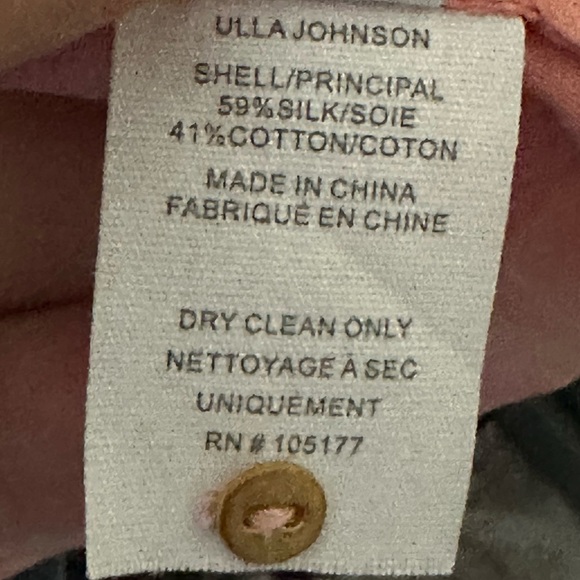 ULLA JOHNSON
SHELL/PRINCIPAL
59%SILK/SOIE
41%COTTON/COTON
MADE IN CHINA
FABRIQUÉ EN CHINE
DRY CLEAN ONLY
NETTOYAGE À SEC
UNIQUEMENT
RN # 105177